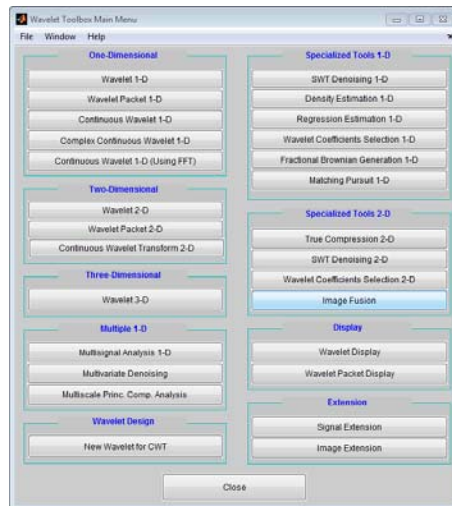 Wavelet Toolbox Main Menu
File Window Help
One-Dimensional
Wavelet 1-D
Wavelet Packet 1-D
Continuous Wavelet 1-D
Complex Continuous Wavelet 1-D
Continuous Wavelet 1-D (Using FFT)
Two-Dimensional
Wavelet 2-D
Wavelet Packet 2-D
Continuous Wavelet Transform 2-D
Three-Dimensional
Wavelet 3-D
Multiple 1-D
Multisignal Analysis 1-D
Multivariate Denoising
Multiscale Princ. Comp. Analysis
Wavelet Design
New Wavelet for CWT
Specialized Tools 1-D
SWT Denoising 1-D
Density Estimation 1-D
Regression Estimation 1-D
Wavelet Coefficients Selection 1-D
Fractional Brownian Generation 1-D
Matching Pursuit 1-D
Specialized Tools 2-D
True Compression 2-D
SWT Denoising 2-D
Wavelet Coefficients Selection 2-D
Image Fusion
Display
Wavelet Display
Wavelet Packet Display
Extension
Signal Extension
Image Extension
Close